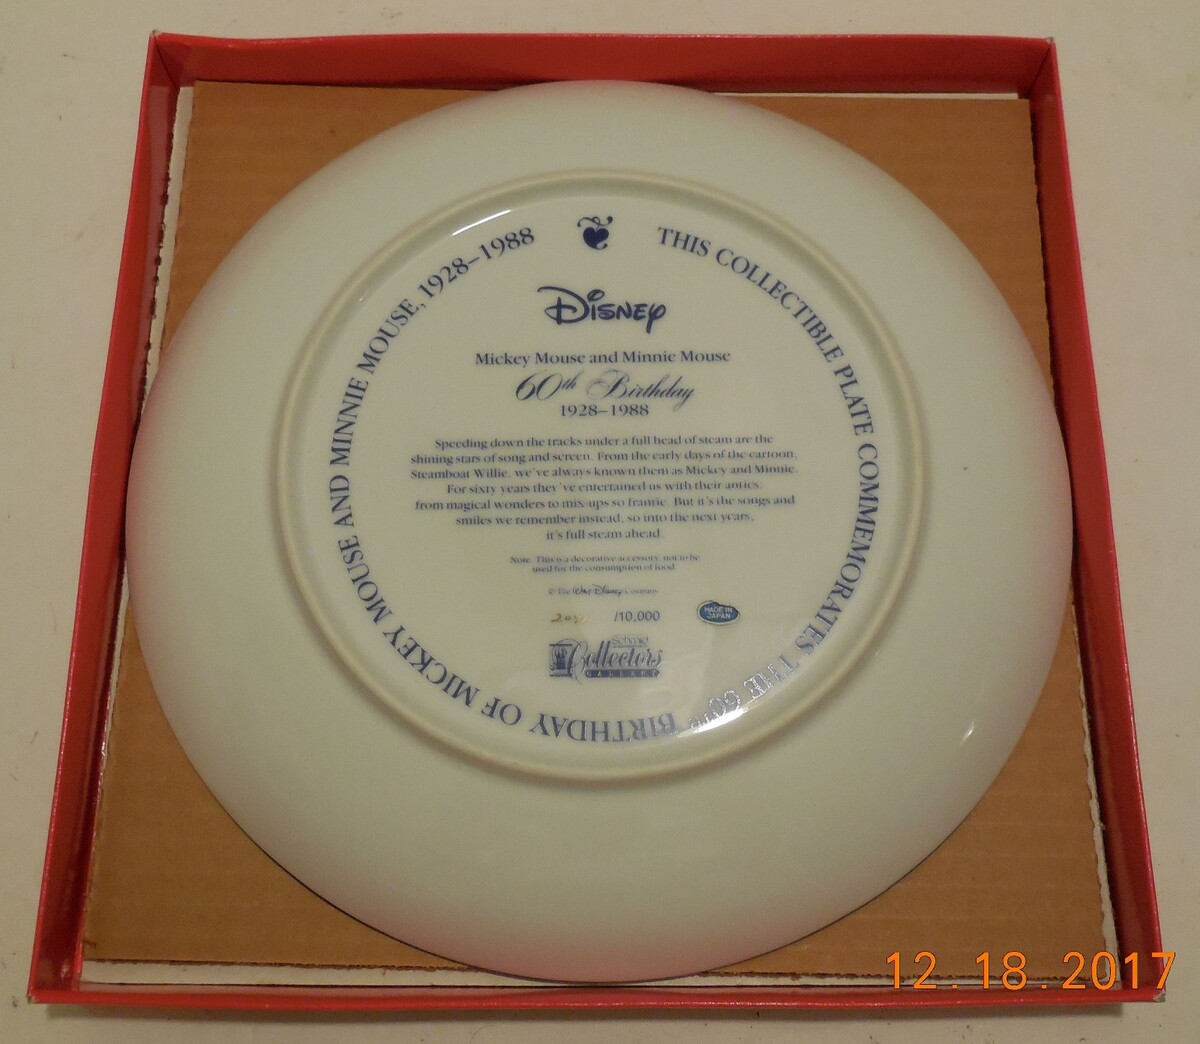 THIS COLLECTIBLE PLATE COMMEMORATES THE 60th BIRTHDAY OF MICKEY MOUSE AND MINNIE MOUSE, 1928–1988
Disney
Mickey Mouse and Minnie Mouse
60th Birthday
1928–1988
Speeding down the tracks under a full head of steam are the
shining stars of song and screen. From the early days of the cartoon,
Steamboat Willie, we've always known them as Mickey and Minnie.
For sixty years they've entertained us with their antics,
from magical wonders to mix-ups so frantic. But it's the songs and
smiles we remember instead, so into the next years,
it's full steam ahead.
Note: This is a decorative accessory, not to be
used for the consumption of food.
© The Walt Disney Company
/10,000
MADE IN
JAPAN
Schmid
Collectors
GALLERY
12.18.2017